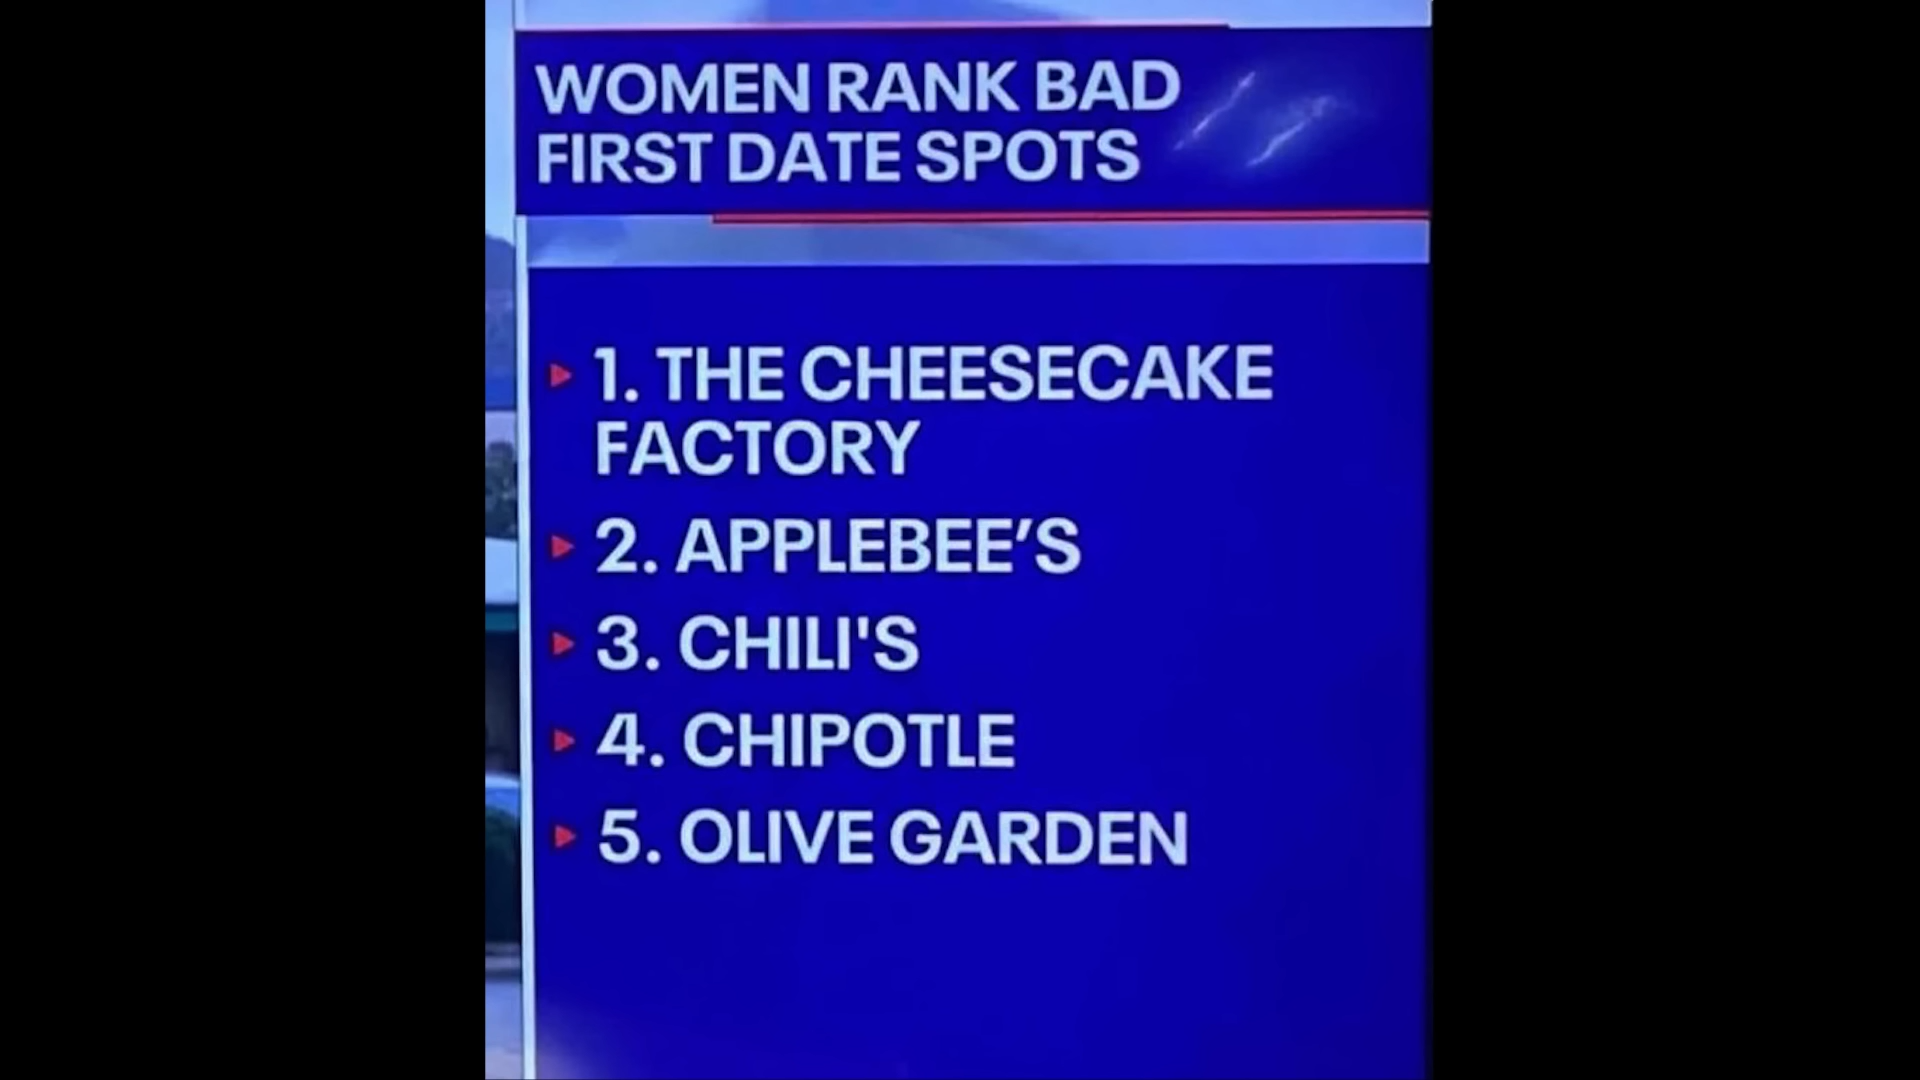 WOMEN RANK BAD
FIRST DATE SPOTS
1. THE CHEESECAKE
FACTORY
2. APPLEBEE’S
3. CHILI'S
4. CHIPOTLE
5. OLIVE GARDEN